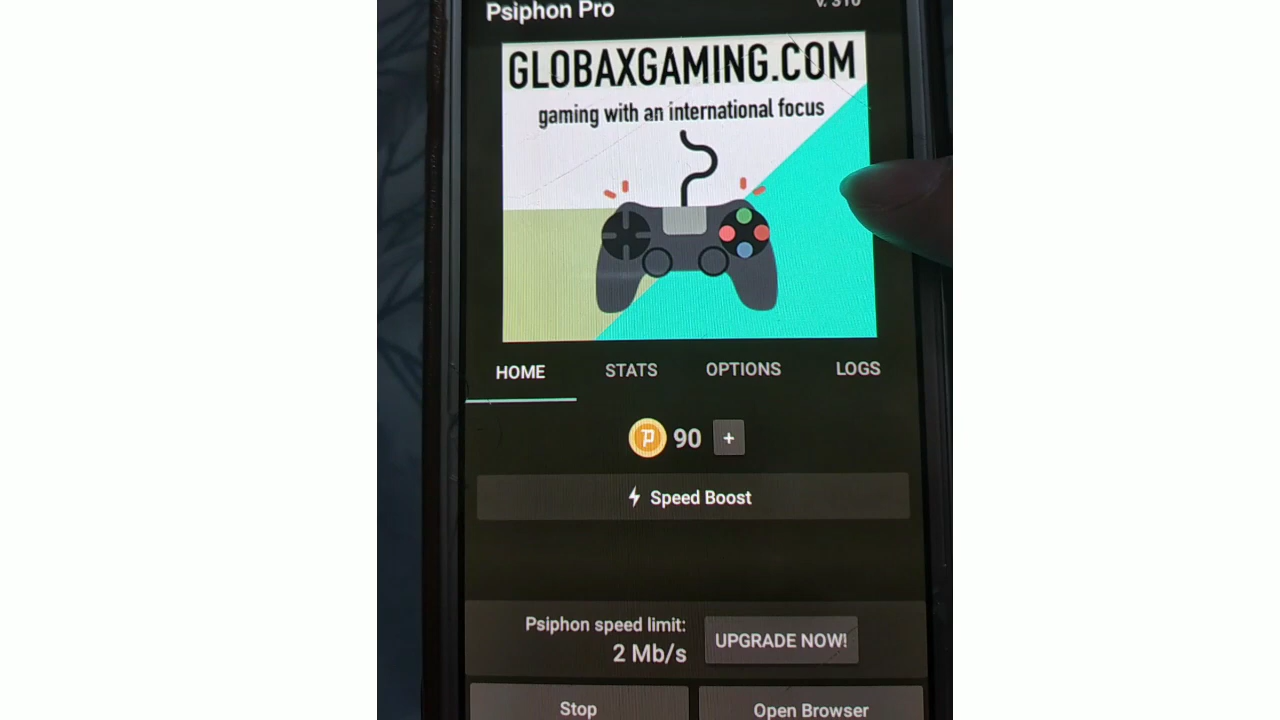 Psiphon Pro
v. 310
GLOBAXGAMING.COM
gaming with an international focus
HOME STATS OPTIONS LOGS
P 90 +
Speed Boost
Psiphon speed limit:
2 Mb/s
UPGRADE NOW!
Stop Open Browser